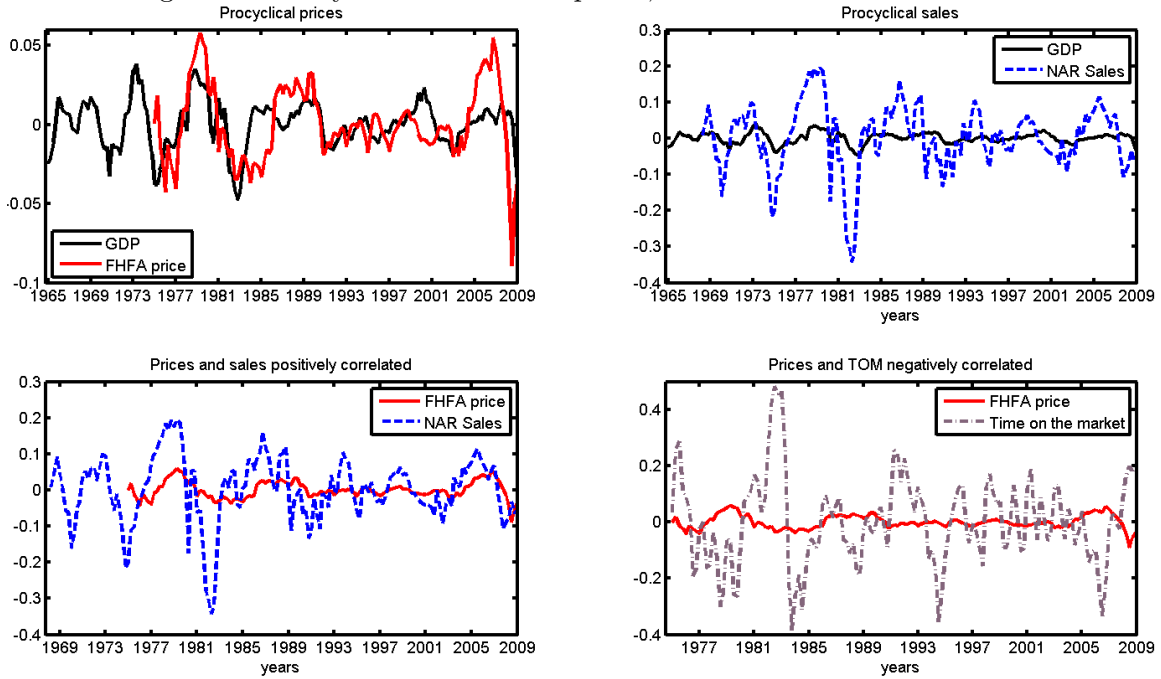 Procyclical prices
0.05
0
-0.05
-0.1
GDP
FHFA price
1965 1969 1973 1977 1981 1985 1989 1993 1997 2001 2005 2009
Procyclical sales
0.3
0.2
0.1
0
-0.1
-0.2
-0.3
-0.4
GDP
NAR Sales
1965 1969 1973 1977 1981 1985 1989 1993 1997 2001 2005 2009
years
Prices and sales positively correlated
0.3
0.2
0.1
0
-0.1
-0.2
-0.3
-0.4
FHFA price
NAR Sales
1969 1973 1977 1981 1985 1989 1993 1997 2001 2005 2009
years
Prices and TOM negatively correlated
0.4
0.2
0
-0.2
-0.4
FHFA price
Time on the market
1977 1981 1985 1989 1993 1997 2001 2005 2009
years